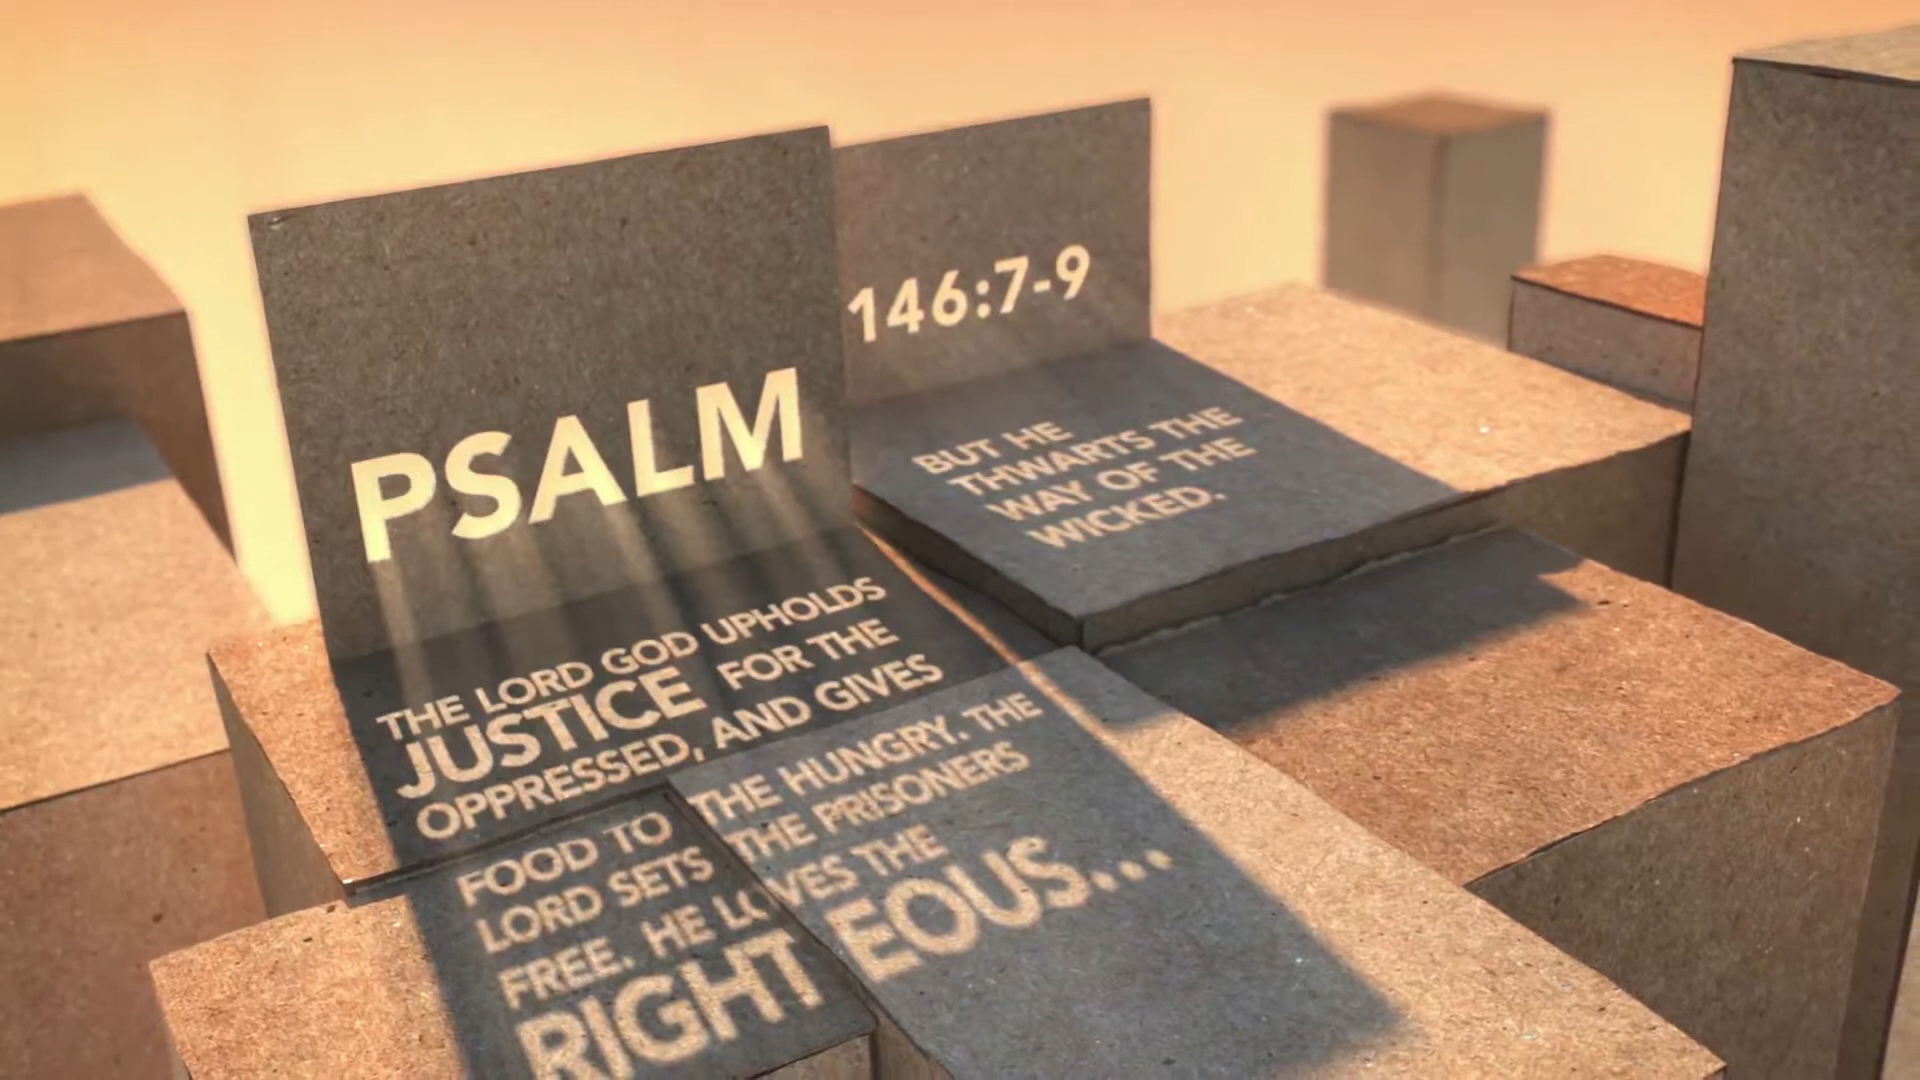 PSALM
146:7-9
THE LORD GOD UPHOLDS
JUSTICE FOR THE
OPPRESSED, AND GIVES
FOOD TO THE HUNGRY. THE
LORD SETS THE PRISONERS
FREE. HE LOVES THE
RIGHTEOUS...
BUT HE
THWARTS THE
WAY OF THE
WICKED.